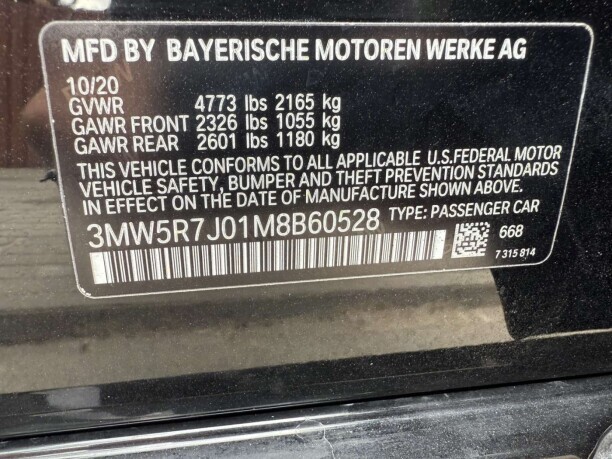 MFD BY BAYERISCHE MOTOREN WERKE AG
10/20
GVWR 4773 lbs 2165 kg
GAWR FRONT 2326 lbs 1055 kg
GAWR REAR 2601 lbs 1180 kg
THIS VEHICLE CONFORMS TO ALL APPLICABLE U.S.FEDERAL MOTOR
VEHICLE SAFETY, BUMPER AND THEFT PREVENTION STANDARDS
IN EFFECT ON THE DATE OF MANUFACTURE SHOWN ABOVE.
3MW5R7J01M8B60528 TYPE: PASSENGER CAR
668
7 315 814